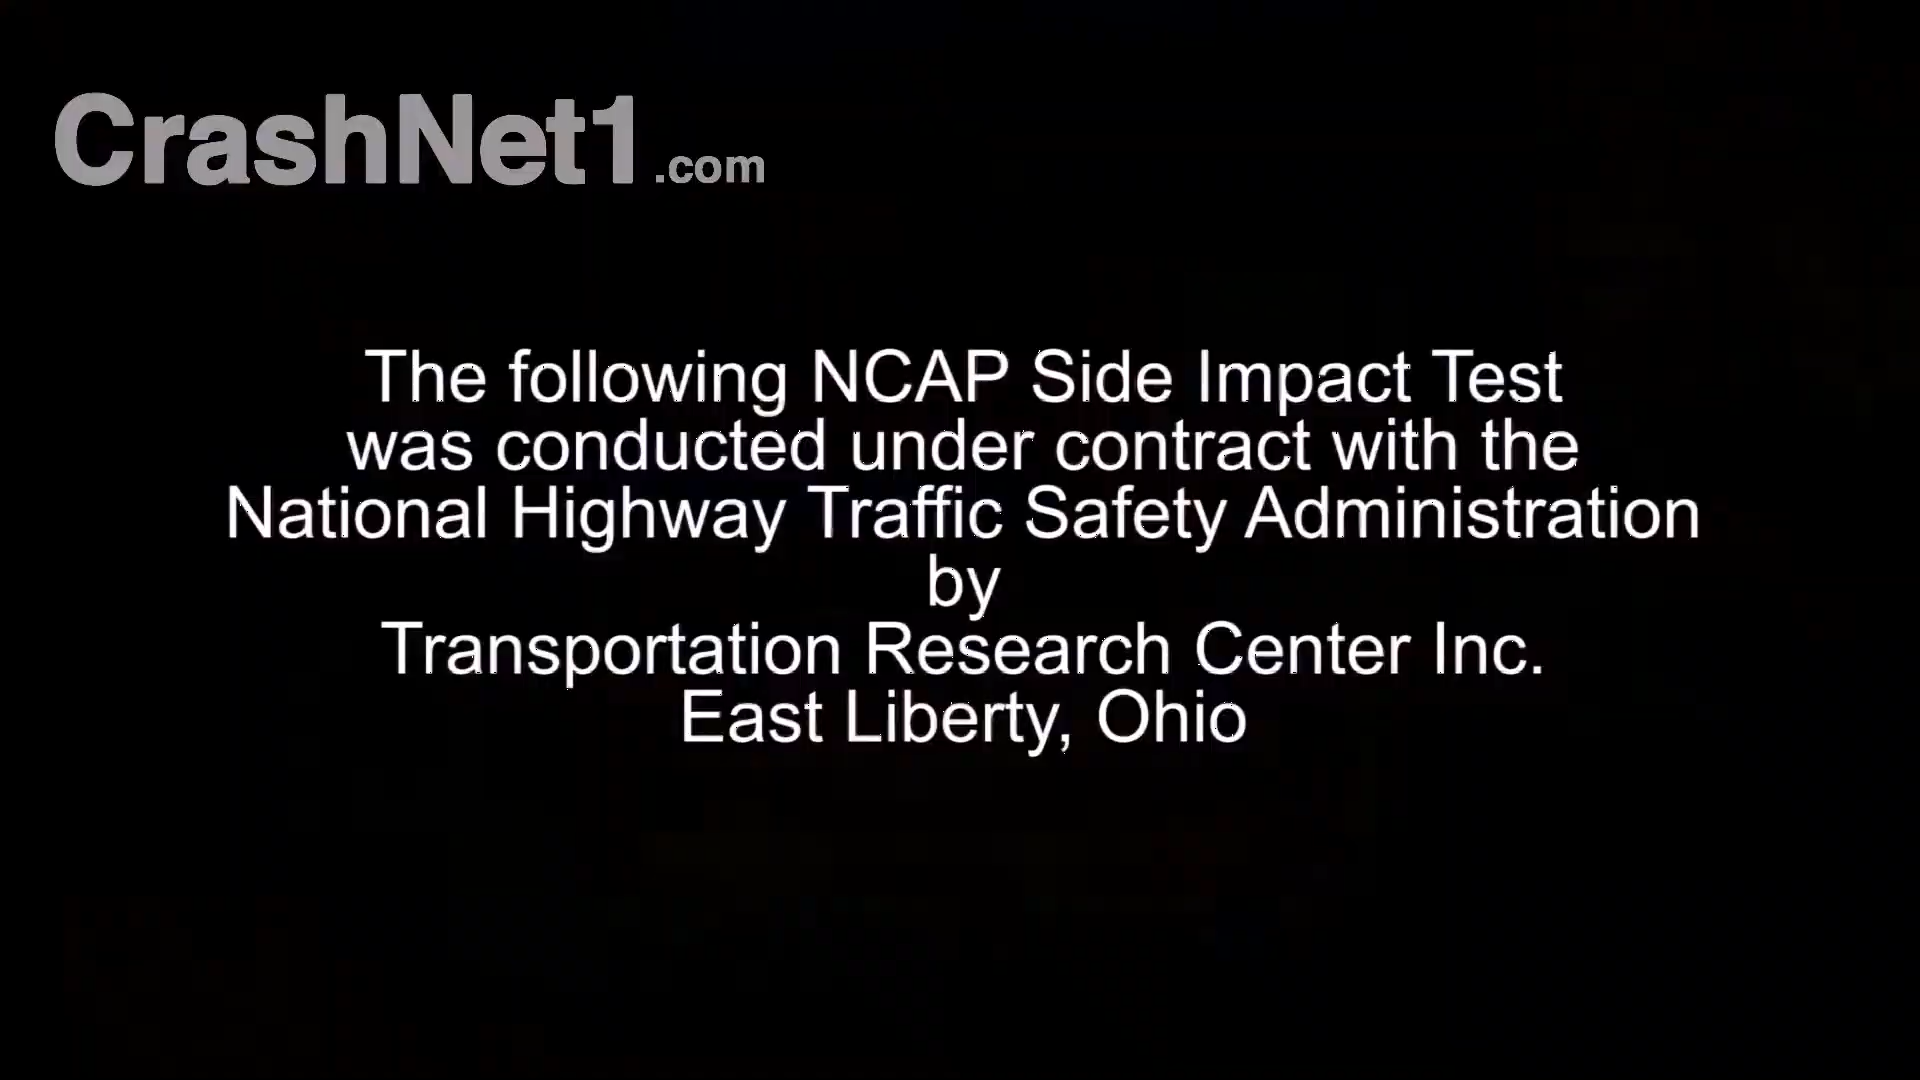 CrashNet1.com
The following NCAP Side Impact Test
was conducted under contract with the
National Highway Traffic Safety Administration
by
Transportation Research Center Inc.
East Liberty, Ohio